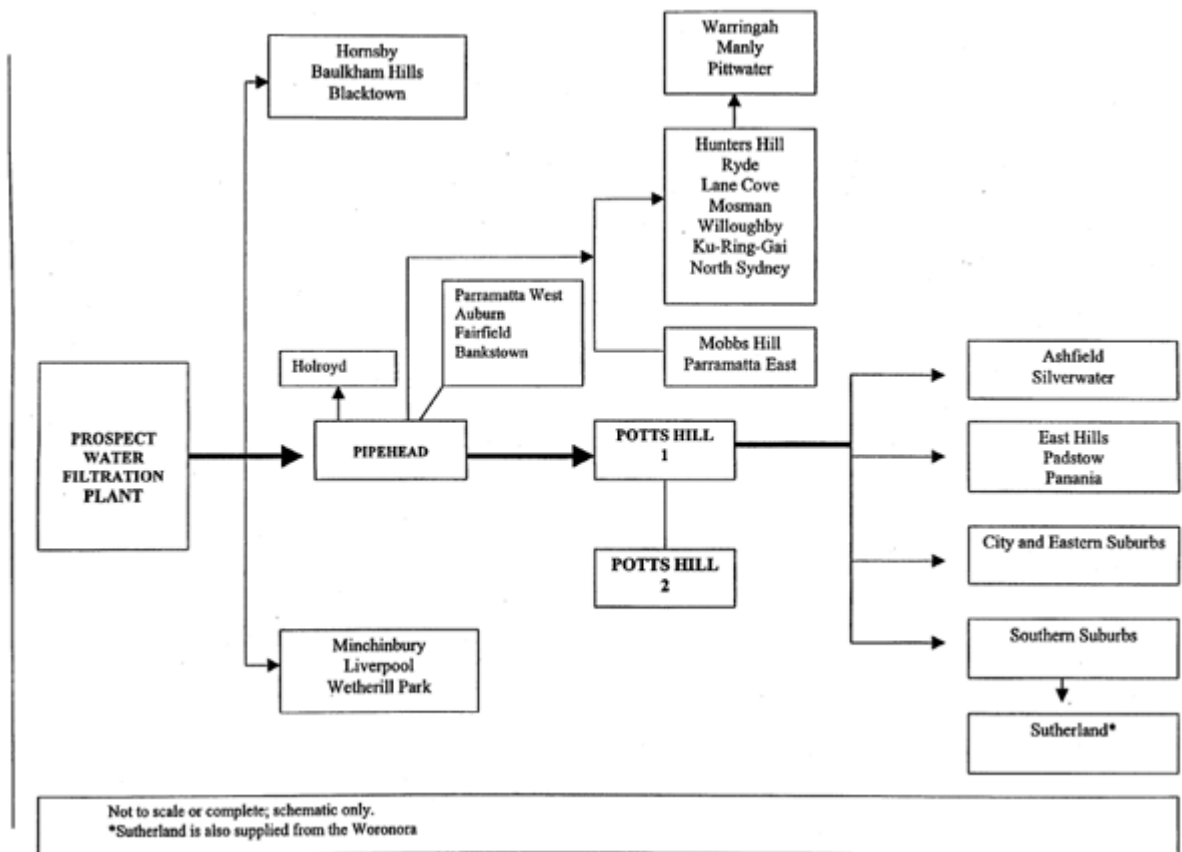 Warringah
Manly
Pittwater
Hornsby
Baulkham Hills
Blacktown
Hunters Hill
Ryde
Lane Cove
Mosman
Willoughby
Ku-Ring-Gai
North Sydney
Parramatta West
Auburn
Fairfield
Bankstown
Holroyd
Mobbs Hill
Parramatta East
PROSPECT
WATER
FILTRATION
PLANT
PIPEHEAD
POTTS HILL
1
POTTS HILL
2
Ashfield
Silverwater
East Hills
Padstow
Panania
City and Eastern Suburbs
Southern Suburbs
Sutherland*
Minchinbury
Liverpool
Wetherill Park
Not to scale or complete; schematic only.
*Sutherland is also supplied from the Woronora